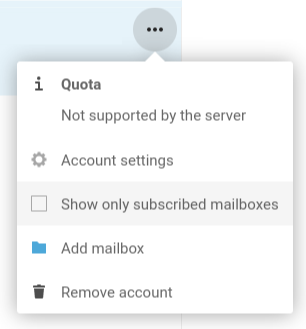 Quota
Not supported by the server
Account settings
Show only subscribed mailboxes
Add mailbox
Remove account